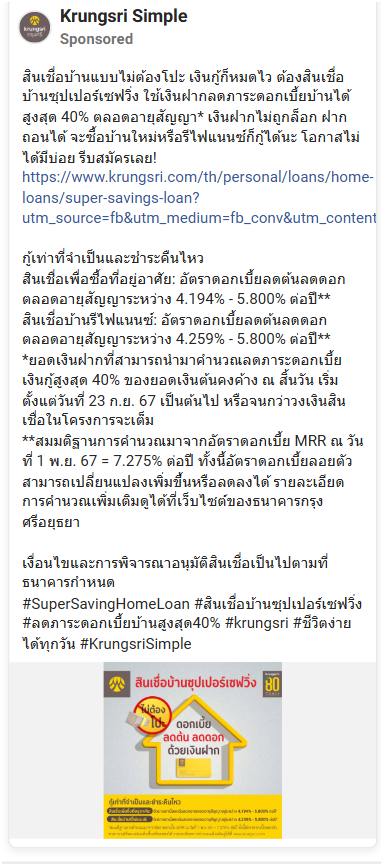 Krungsri Simple
Sponsored
krungsri
กรุงศรี
สินเชื่อบ้านแบบไม่ต้องโปะ เงินกู้ก็หมดไว ต้องสินเชื่อ
บ้านซุปเปอร์เซฟวิ่ง ใช้เงินฝากลดภาระดอกเบี้ยบ้านได้
สูงสุด 40% ตลอดอายุสัญญา* เงินฝากไม่ถูกล็อก ฝาก
ถอนได้ จะซื้อบ้านใหม่หรือรีไฟแนนซ์ก็กู้ได้นะ โอกาสไม่
ได้มีบ่อย รีบสมัครเลย!
https://www.krungsri.com/th/personal/loans/home-
loans/super-savings-loan?
utm_source=fb&utm_medium=fb_conv&utm_content
กู้เท่าที่จำเป็นและชำระคืนไหว
สินเชื่อเพื่อซื้อที่อยู่อาศัย: อัตราดอกเบี้ยลดต้นลดดอก
ตลอดอายุสัญญาระหว่าง 4.194% - 5.800% ต่อปี**
สินเชื่อบ้านรีไฟแนนซ์: อัตราดอกเบี้ยลดต้นลดดอก
ตลอดอายุสัญญาระหว่าง 4.259% - 5.800% ต่อปี**
*ยอดเงินฝากที่สามารถนำมาคำนวณลดภาระดอกเบี้ย
เงินกู้สูงสุด 40% ของยอดเงินต้นคงค้าง ณ สิ้นวัน เริ่ม
ตั้งแต่วันที่ 23 ก.ย. 67 เป็นต้นไป หรือจนกว่าวงเงินสิน
เชื่อในโครงการจะเต็ม
**สมมติฐานการคำนวณมาจากอัตราดอกเบี้ย MRR ณ วัน
ที่ 1 พ.ย. 67 = 7.275% ต่อปี ทั้งนี้อัตราดอกเบี้ยลอยตัว
สามารถเปลี่ยนแปลงเพิ่มขึ้นหรือลดลงได้ รายละเอียด
การคำนวณเพิ่มเติมดูได้ที่เว็บไซต์ของธนาคารกรุง
ศรีอยุธยา
เงื่อนไขและการพิจารณาอนุมัติสินเชื่อเป็นไปตามที่
ธนาคารกำหนด
#SuperSavingHomeLoan #สินเชื่อบ้านซุปเปอร์เซฟวิ่ง
#ลดภาระดอกเบี้ยบ้านสูงสุด40% #krungsri #ชีวิตง่าย
ได้ทุกวัน #KrungsriSimple
สินเชื่อบ้านซุปเปอร์เซฟวิ่ง
80
ไม่ต้อง
โปะ
ดอกเบี้ย
ลดต้น ลดดอก
ด้วยเงินฝาก
กู้เท่าที่จำเป็นและชำระคืนไหว